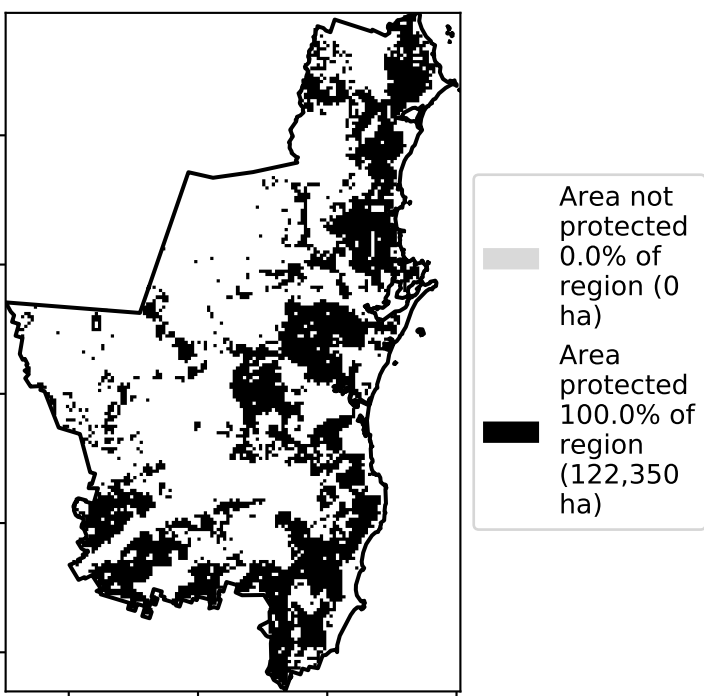 Area not
protected
0.0% of
region (0
ha)
Area
protected
100.0% of
region
(122,350
ha)